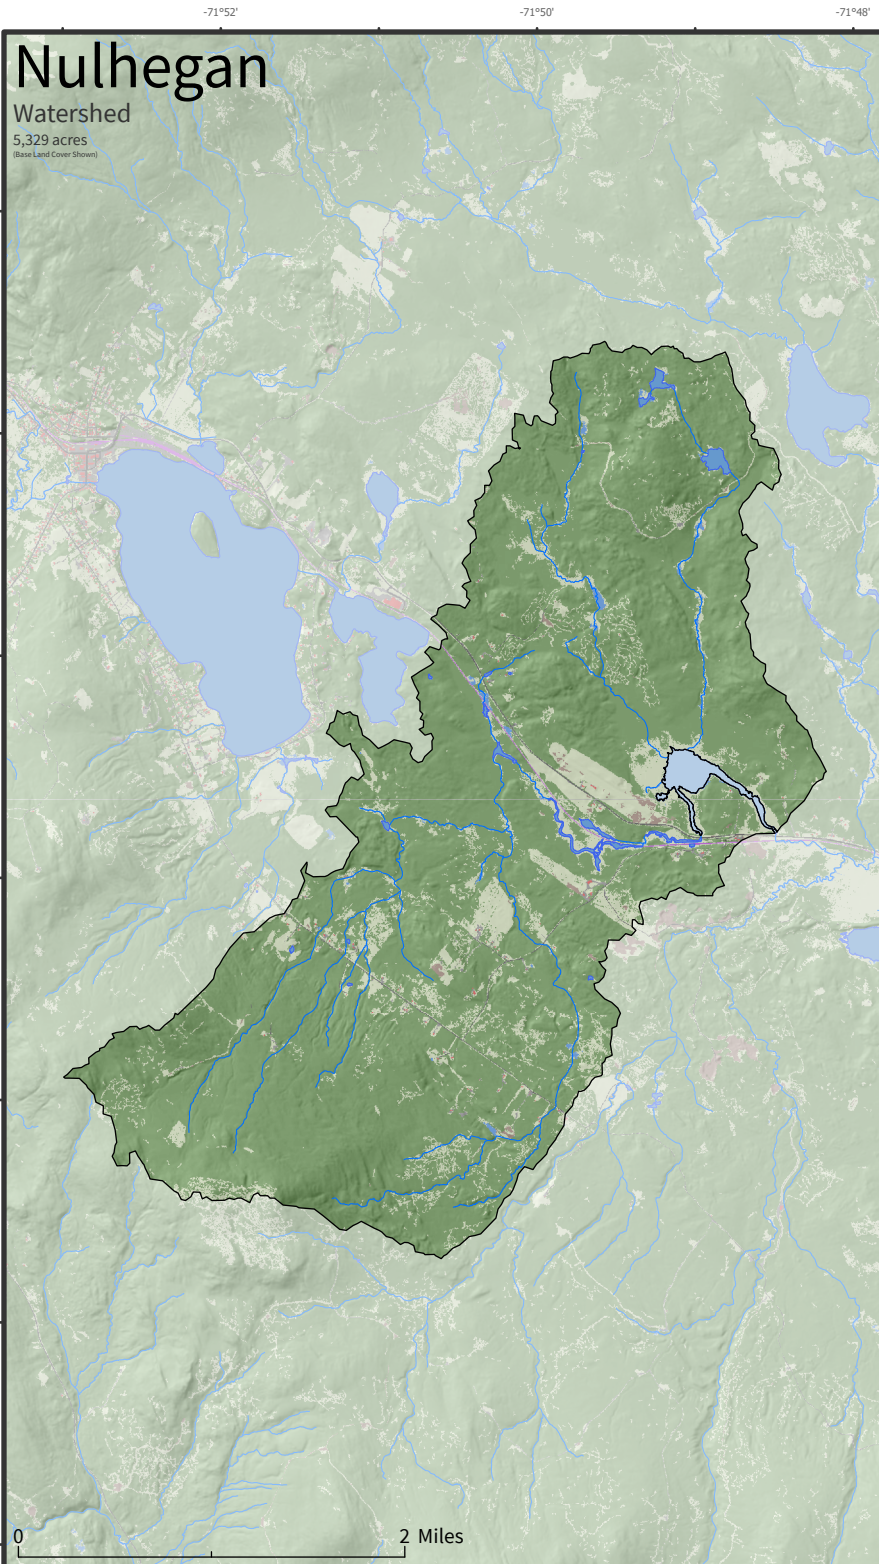 -71°52' -71°50' -71°48'
Nulhegan
Watershed
5,329 acres
(Base Land Cover Shown)
0 2 Miles